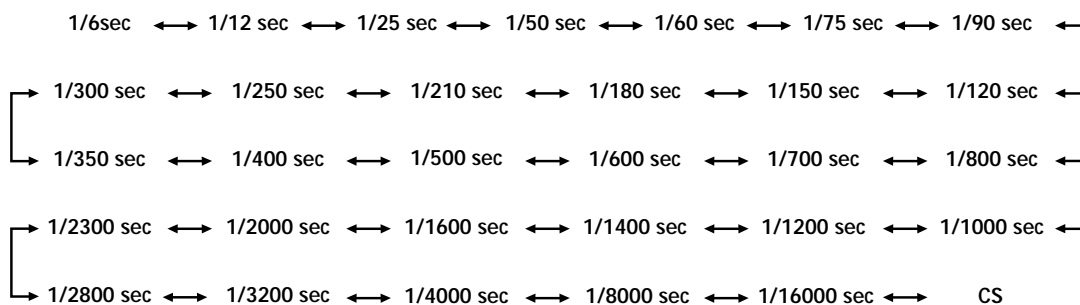 1/6sec 1/12 sec 1/25 sec 1/50 sec 1/60 sec 1/75 sec 1/90 sec
1/300 sec 1/250 sec 1/210 sec 1/180 sec 1/150 sec 1/120 sec
1/350 sec 1/400 sec 1/500 sec 1/600 sec 1/700 sec 1/800 sec
1/2300 sec 1/2000 sec 1/1600 sec 1/1400 sec 1/1200 sec 1/1000 sec
1/2800 sec 1/3200 sec 1/4000 sec 1/8000 sec 1/16000 sec CS